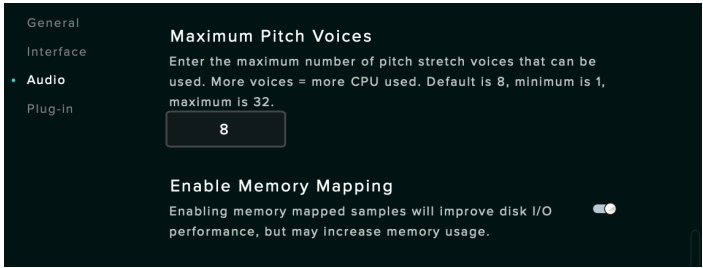 General
Interface
Audio
Plug-in
Maximum Pitch Voices
Enter the maximum number of pitch stretch voices that can be
used. More voices = more CPU used. Default is 8, minimum is 1,
maximum is 32.
8
Enable Memory Mapping
Enabling memory mapped samples will improve disk I/O
performance, but may increase memory usage.